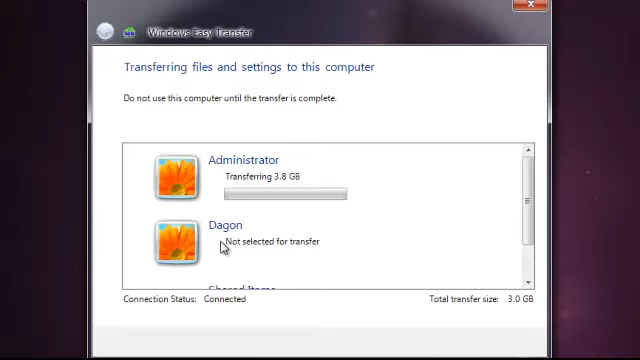 Windows Easy Transfer
Transferring files and settings to this computer
Do not use this computer until the transfer is complete.
Administrator
Transferring 3.8 GB
Dagon
Not selected for transfer
Shared Items
Connection Status: Connected
Total transfer size: 3.0 GB